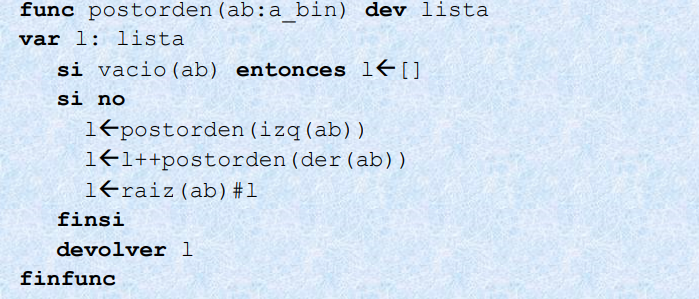 func postorden(ab:a_bin) dev lista
var l: lista
si vacio(ab) entonces l←[]
si no
l←postorden(izq(ab))
l←l++postorden(der(ab))
l←raiz(ab)#l
finsi
devolver l
finfunc